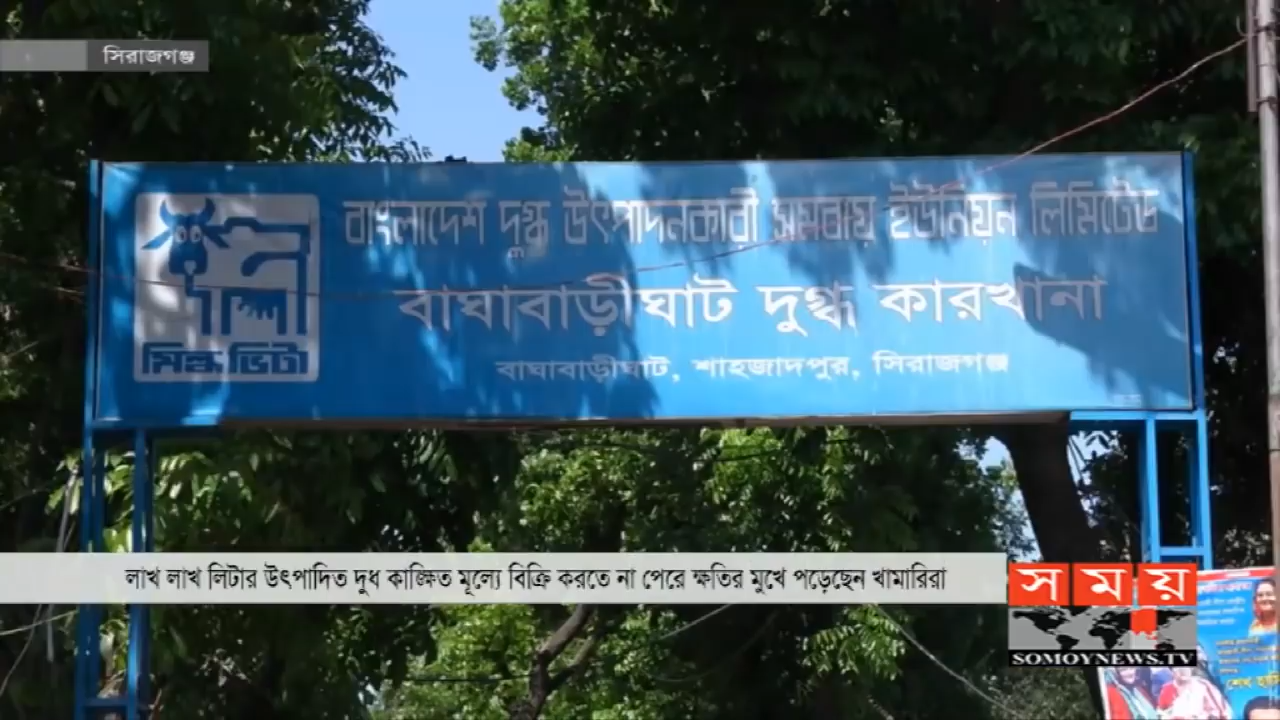 সিরাজগঞ্জ
বাংলাদেশ দুগ্ধ উৎপাদনকারী সমবায় ইউনিয়ন লিমিটেড
বাঘাবাড়ীঘাট দুগ্ধ কারখানা
মিল্ক ভিটা
বাঘাবাড়ীঘাট, শাহজাদপুর, সিরাজগঞ্জ
লাখ লাখ লিটার উৎপাদিত দুধ কাঙ্ক্ষিত মূল্যে বিক্রি করতে না পেরে ক্ষতির মুখে পড়েছেন খামারিরা
সময়
SOMOYNEWS.TV
শেখ